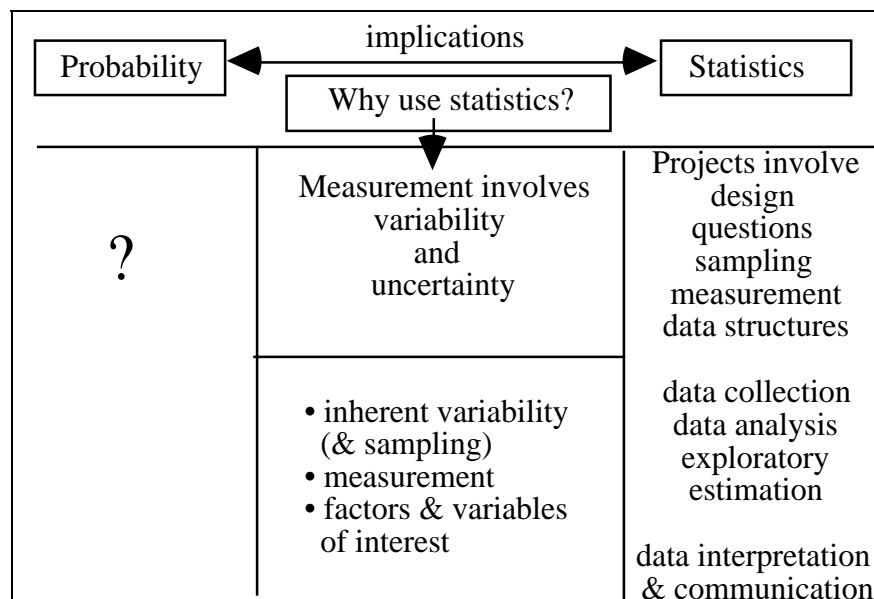 implications
Probability
Statistics
Why use statistics?
?
Measurement involves
variability
and
uncertainty
• inherent variability
(& sampling)
• measurement
• factors & variables
of interest
Projects involve
design
questions
sampling
measurement
data structures
data collection
data analysis
exploratory
estimation
data interpretation
& communication